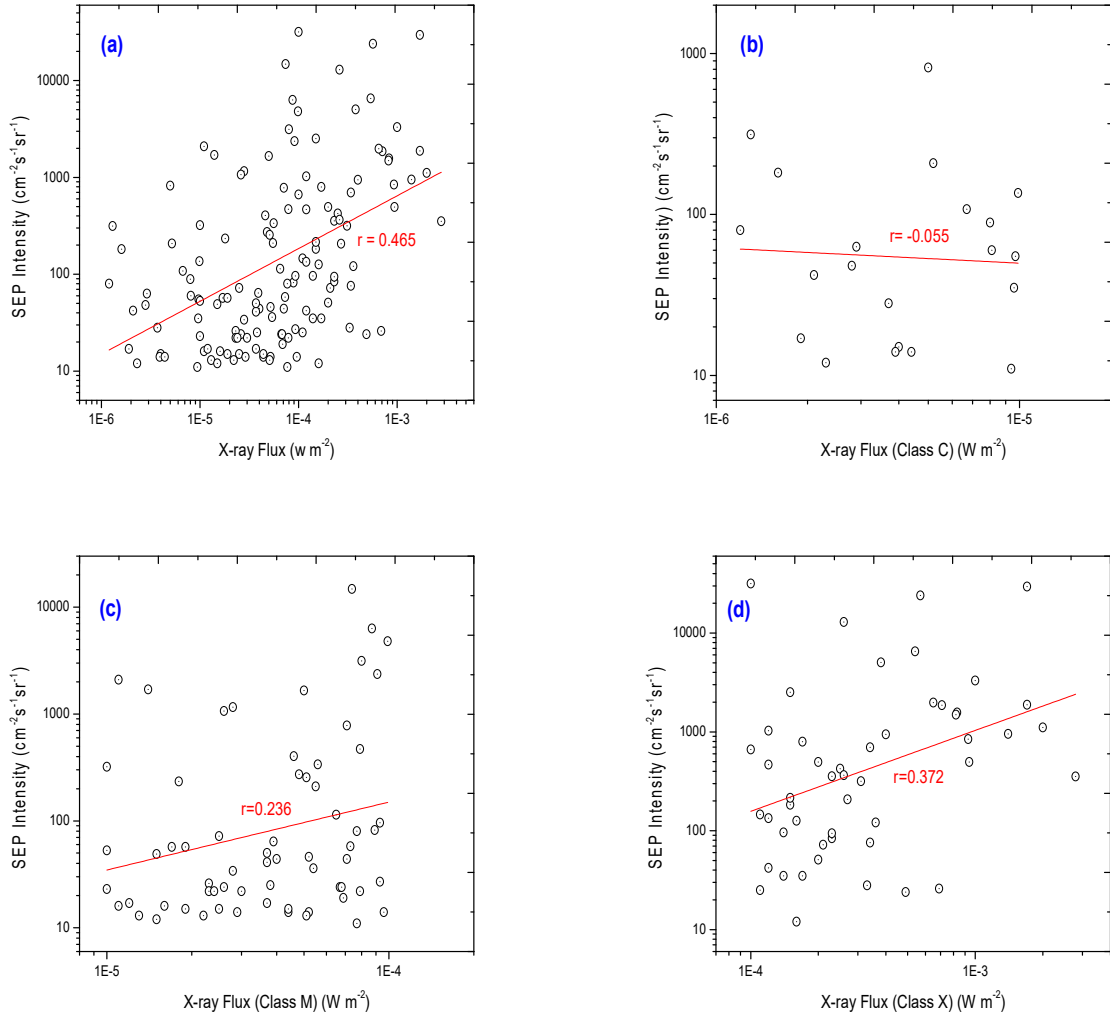 (a)
SEP Intensity (cm⁻²s⁻¹sr⁻¹)
10000
1000
100
10
r = 0.465
1E-6 1E-5 1E-4 1E-3
X-ray Flux (w m⁻²)
(b)
SEP Intensity) (cm⁻²s⁻¹sr⁻¹)
1000
100
10
r= -0.055
1E-6 1E-5
X-ray Flux (Class C) (W m⁻²)
(c)
SEP Intensity (cm⁻²s⁻¹sr⁻¹)
10000
1000
100
10
r=0.236
1E-5 1E-4
X-ray Flux (Class M) (W m⁻²)
(d)
SEP Intensity (cm⁻²s⁻¹sr⁻¹)
10000
1000
100
10
r=0.372
1E-4 1E-3
X-ray Flux (Class X) (W m⁻²)